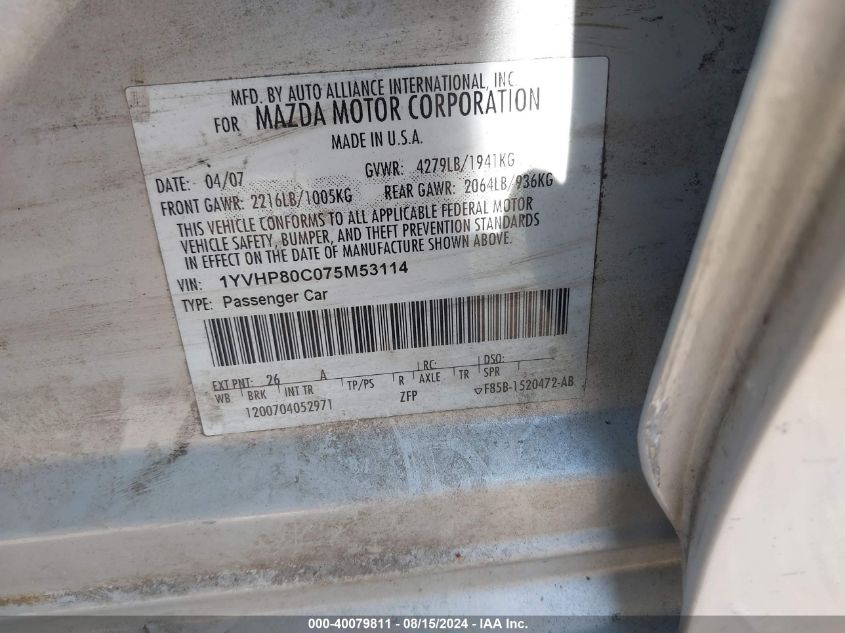 MFD. BY AUTO ALLIANCE INTERNATIONAL, INC
FOR MAZDA MOTOR CORPORATION
MADE IN U.S.A.
DATE: 04/07 GVWR: 4279LB/1941KG
FRONT GAWR: 2216LB/1005KG REAR GAWR: 2064LB/936KG
THIS VEHICLE CONFORMS TO ALL APPLICABLE FEDERAL MOTOR
VEHICLE SAFETY, BUMPER, AND THEFT PREVENTION STANDARDS
IN EFFECT ON THE DATE OF MANUFACTURE SHOWN ABOVE.
VIN: 1YVHP80C075M53114
TYPE: Passenger Car
EXT PNT: 26 A RC: DSO:
WB BRK INT TR TP/PS R AXLE TR SPR
1200704052971 ZFP F85B-1520472-AB
000-40079811 - 08/15/2024 - IAA Inc.